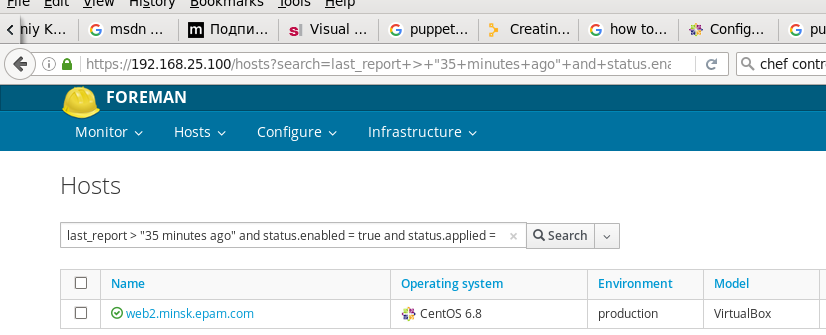 File Edit View History Bookmarks Tools Help
niy K... msdn ... Подпи... Visual ... puppet... Creatin... how to... Config... pu
https://192.168.25.100/hosts?search=last_report+>+"35+minutes+ago"+and+status.ena chef contr
FOREMAN
Monitor Hosts Configure Infrastructure
Hosts
last_report > "35 minutes ago" and status.enabled = true and status.applied = × Search
Name Operating system Environment Model
web2.minsk.epam.com CentOS 6.8 production VirtualBox